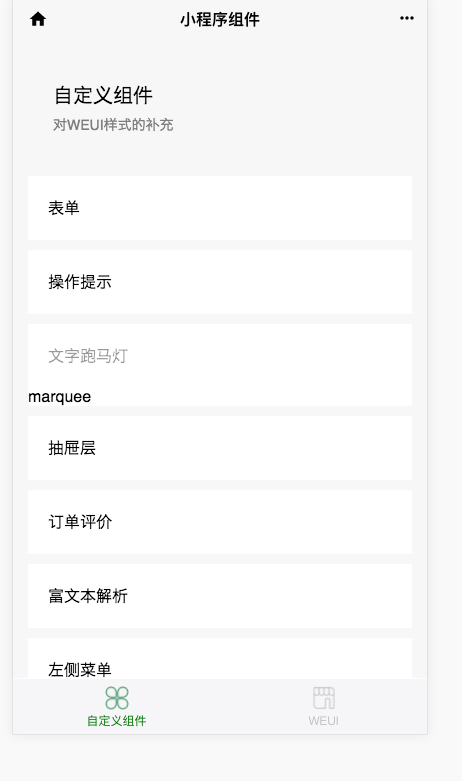 小程序组件
自定义组件
对WEUI样式的补充
表单
操作提示
文字跑马灯
marquee
抽屉层
订单评价
富文本解析
左侧菜单
自定义组件
WEUI